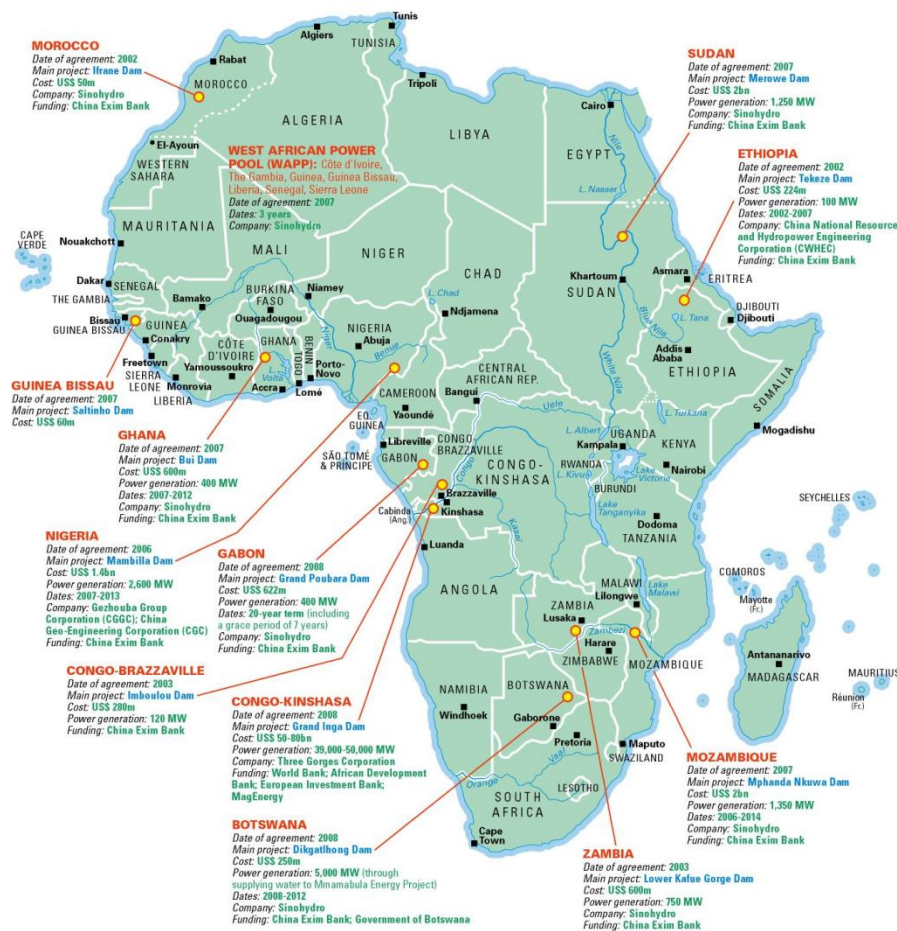 MOROCCO
Date of agreement: 2002
Main project: Ifrane Dam
Cost: US$ 50m
Company: Sinohydro
Funding: China Exim Bank
WEST AFRICAN POWER
POOL (WAPP): Côte d'Ivoire,
The Gambia, Guinea, Guinea Bissau,
Liberia, Senegal, Sierra Leone
Date of agreement: 2007
Dates: 3 years
Company: Sinohydro
SUDAN
Date of agreement: 2007
Main project: Merowe Dam
Cost: US$ 2bn
Power generation: 1,250 MW
Company: Sinohydro
Funding: China Exim Bank
ETHIOPIA
Date of agreement: 2002
Main project: Tekeze Dam
Cost: US$ 224m
Power generation: 100 MW
Dates: 2002-2007
Company: China National Resource
and Hydropower Engineering
Corporation (CWHEC)
Funding: China Exim Bank
GUINEA BISSAU
Date of agreement: 2007
Main project: Saltinho Dam
Cost: US$ 60m
GHANA
Date of agreement: 2007
Main project: Bui Dam
Cost: US$ 600m
Power generation: 400 MW
Dates: 2007-2012
Company: Sinohydro
Funding: China Exim Bank
NIGERIA
Date of agreement: 2006
Main project: Mambilla Dam
Cost: US$ 1.4bn
Power generation: 2,600 MW
Dates: 2007-2013
Company: Gezhouba Group
Corporation (CGGC); China
Geo-Engineering Corporation (CGC)
Funding: China Exim Bank
GABON
Date of agreement: 2008
Main project: Grand Poubara Dam
Cost: US$ 622m
Power generation: 400 MW
Dates: 20-year term (including
a grace period of 7 years)
Company: Sinohydro
Funding: China Exim Bank
CONGO-BRAZZAVILLE
Date of agreement: 2003
Main project: Imboulou Dam
Cost: US$ 280m
Power generation: 120 MW
Funding: China Exim Bank
CONGO-KINSHASA
Date of agreement: 2008
Main project: Grand Inga Dam
Cost: US$ 50-80bn
Power generation: 39,000-50,000 MW
Company: Three Gorges Corporation
Funding: World Bank; African Development
Bank; European Investment Bank;
MagEnergy
BOTSWANA
Date of agreement: 2008
Main project: Dikgatlhong Dam
Cost: US$ 250m
Power generation: 5,000 MW (through
supplying water to Mmamabula Energy Project)
Dates: 2008-2012
Company: Sinohydro
Funding: China Exim Bank; Government of Botswana
MOZAMBIQUE
Date of agreement: 2007
Main project: Mphanda Nkuwa Dam
Cost: US$ 2bn
Power generation: 1,350 MW
Dates: 2006-2014
Company: Sinohydro
Funding: China Exim Bank
ZAMBIA
Date of agreement: 2003
Main project: Lower Kafue Gorge Dam
Cost: US$ 600m
Power generation: 750 MW
Company: Sinohydro
Funding: China Exim Bank
Algiers
Tunis
TUNISIA
Rabat
MOROCCO
Tripoli
ALGERIA
LIBYA
Cairo
EGYPT
Nile
L. Nasser
El-Ayoun
WESTERN
SAHARA
MAURITANIA
Nouakchott
CAPE
VERDE
MALI
NIGER
CHAD
SUDAN
Khartoum
Asmara
ERITREA
DJIBOUTI
Djibouti
Dakar
SENEGAL
THE GAMBIA
Bissau
GUINEA BISSAU
GUINEA
Conakry
Freetown
SIERRA
LEONE
Monrovia
LIBERIA
Bamako
BURKINA
FASO
Ouagadougou
Niamey
Niger
CÔTE
D'IVOIRE
Yamoussoukro
GHANA
L.
Volta
Accra
TOGO
Lomé
BENIN
Porto-
Novo
NIGERIA
Abuja
Benue
L. Chad
Ndjamena
CAMEROON
Yaoundé
CENTRAL
AFRICAN REP.
Bangui
Blue Nile
L. Tana
White Nile
Addis
Ababa
ETHIOPIA
SOMALIA
Mogadishu
EQ.
GUINEA
SÃO TOMÉ
& PRINCIPE
Libreville
GABON
CONGO-
BRAZZAVILLE
Congo
Brazzaville
Kinshasa
Cabinda
(Ang.)
CONGO-
KINSHASA
Uele
Kasai
L. Albert
UGANDA
Kampala
L. Turkana
KENYA
Nairobi
RWANDA
L. Kivu
BURUNDI
Lake
Victoria
Lake
Tanganyika
Dodoma
TANZANIA
SEYCHELLES
Luanda
ANGOLA
ZAMBIA
Lusaka
MALAWI
Lilongwe
Lake
Malawi
Zambezi
Harare
ZIMBABWE
MOZAMBIQUE
COMOROS
Mayotte
(Fr.)
Antananarivo
MADAGASCAR
MAURITIUS
Réunion
(Fr.)
NAMIBIA
Windhoek
BOTSWANA
Gaborone
Pretoria
Maputo
SWAZILAND
Vaal
Orange
LESOTHO
SOUTH
AFRICA
Cape
Town